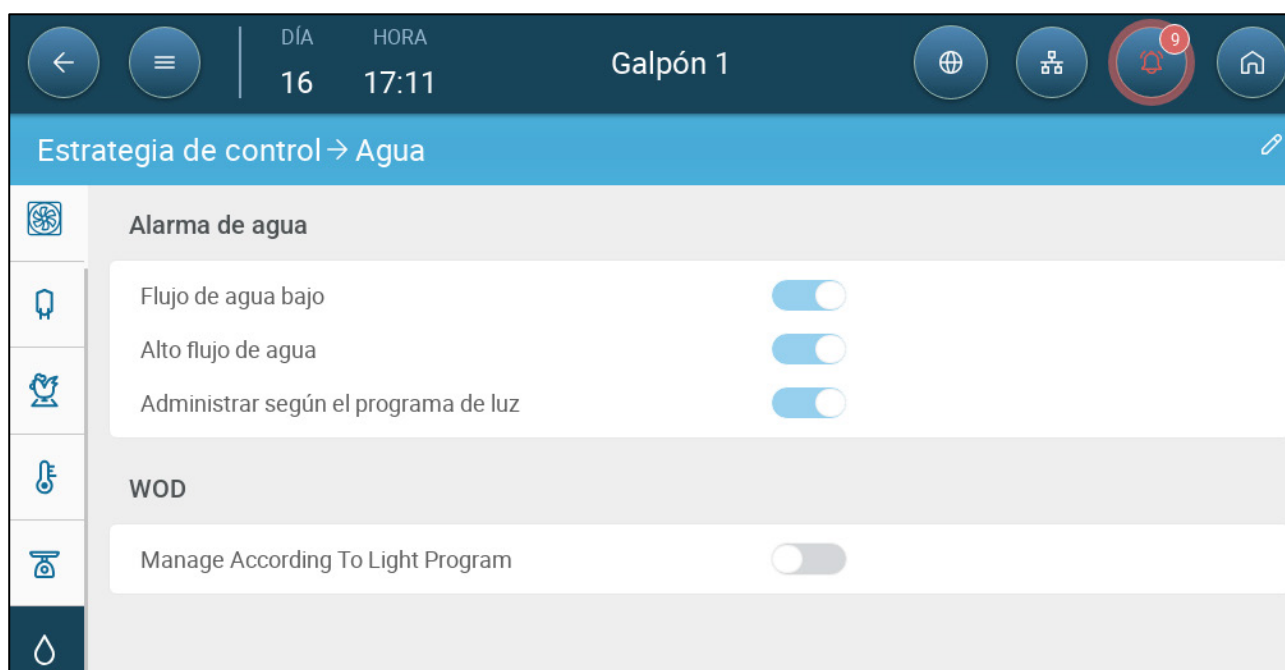 DÍA HORA
16 17:11 Galpón 1 9
Estrategia de control → Agua
Alarma de agua
Flujo de agua bajo
Alto flujo de agua
Administrar según el programa de luz
WOD
Manage According To Light Program